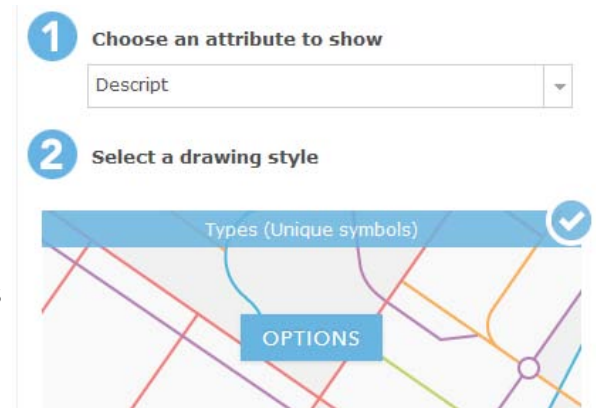 1 Choose an attribute to show
Descript
2 Select a drawing style
Types (Unique symbols)
OPTIONS